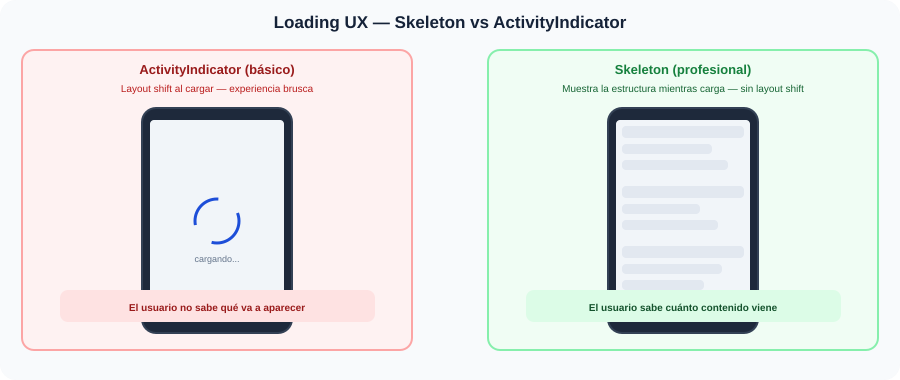 Loading UX — Skeleton vs ActivityIndicator
ActivityIndicator (básico)
Layout shift al cargar — experiencia brusca
cargando...
El usuario no sabe qué va a aparecer
Skeleton (profesional)
Muestra la estructura mientras carga — sin layout shift
El usuario sabe cuánto contenido viene